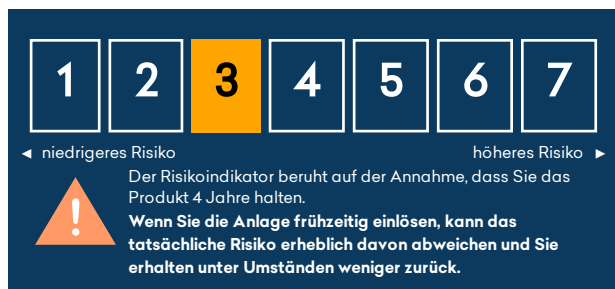 1 2 3 4 5 6 7
◄ niedrigeres Risiko höheres Risiko ►
!
Der Risikoindikator beruht auf der Annahme, dass Sie das
Produkt 4 Jahre halten.
Wenn Sie die Anlage frühzeitig einlösen, kann das
tatsächliche Risiko erheblich davon abweichen und Sie
erhalten unter Umständen weniger zurück.